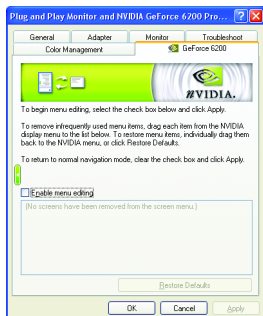 Plug and Play Monitor and NVIDIA GeForce 6200 Pro...
General Adapter Monitor Troubleshoot
Color Management GeForce 6200
NVIDIA.
To begin menu editing, select the check box below and click Apply.
To remove infrequently used menu items, drag each item from the NVIDIA
display menu to the list below. To restore menu items, individually drag them
back to the NVIDIA menu, or click Restore Defaults.
To return to normal navigation mode, clear the check box and click Apply.
Enable menu editing
(No screens have been removed from the screen menu.)
Restore Defaults
OK Cancel Apply